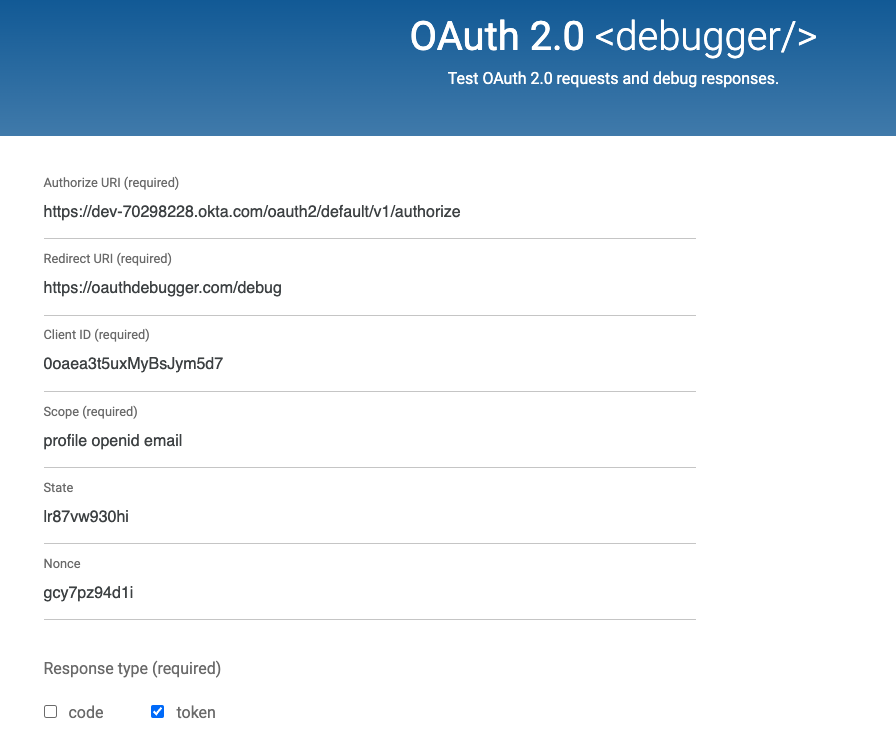 OAuth 2.0 <debugger/>
Test OAuth 2.0 requests and debug responses.
Authorize URI (required)
https://dev-70298228.okta.com/oauth2/default/v1/authorize
Redirect URI (required)
https://oauthdebugger.com/debug
Client ID (required)
0oaea3t5uxMyBsJym5d7
Scope (required)
profile openid email
State
lr87vw930hi
Nonce
gcy7pz94d1i
Response type (required)
code token